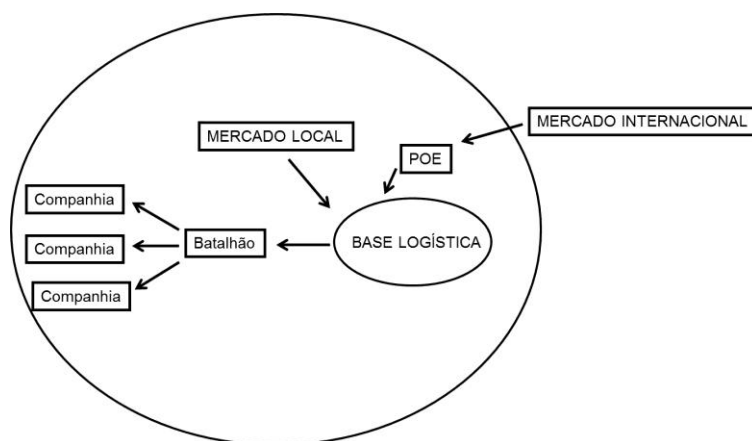 MERCADO INTERNACIONAL
MERCADO LOCAL
POE
Companhia
Companhia
Batalhão
BASE LOGÍSTICA
Companhia